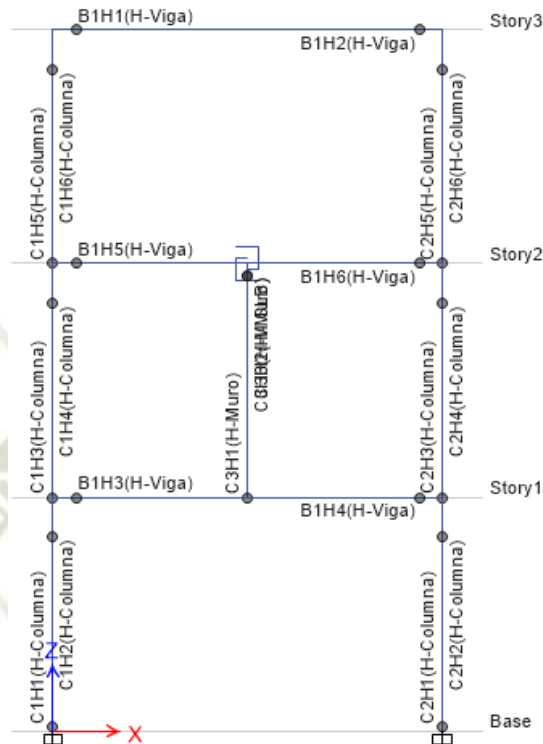 B1H1(H-Viga)
Story3
B1H2(H-Viga)
C1H5(H-Columna)
C1H6(H-Columna)
C2H5(H-Columna)
C2H6(H-Columna)
B1H5(H-Viga)
Story2
B1H6(H-Viga)
C1H3(H-Columna)
C1H4(H-Columna)
C3H1(H-Muro)
C2H3(H-Columna)
C2H4(H-Columna)
B1H3(H-Viga)
Story1
B1H4(H-Viga)
C1H1(H-Columna)
C1H2(H-Columna)
C2H1(H-Columna)
C2H2(H-Columna)
Z
X
Base